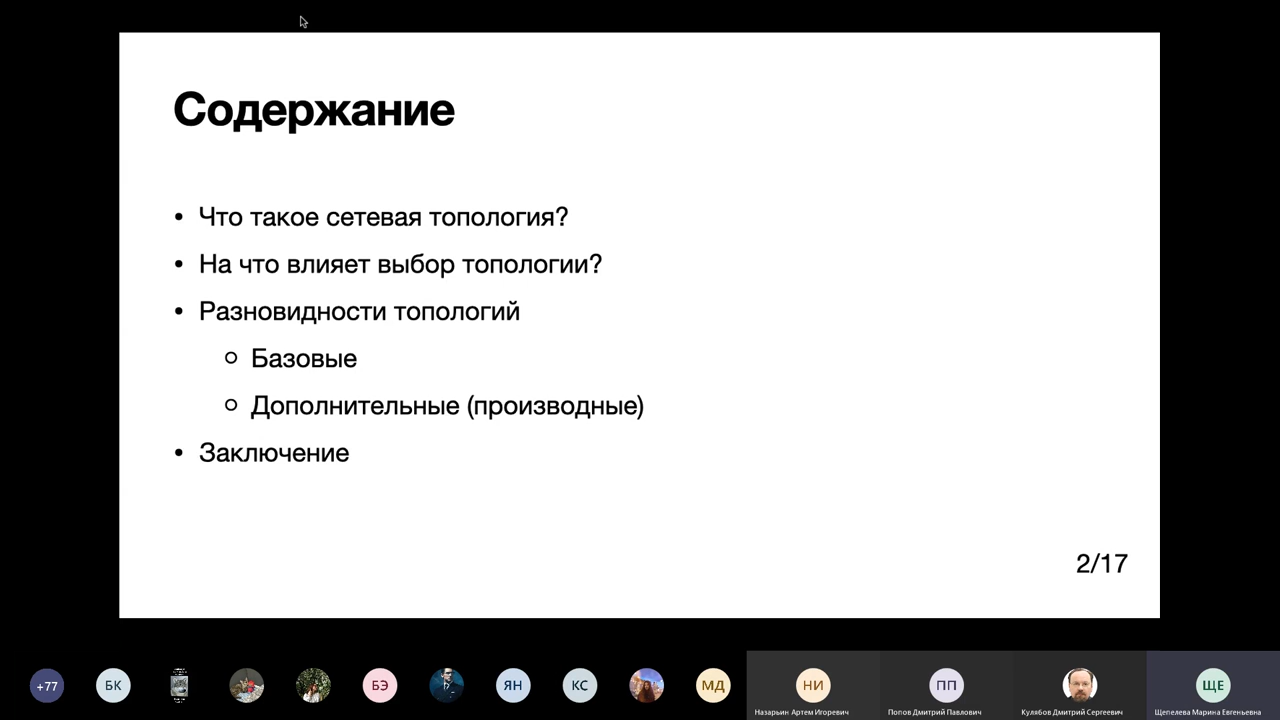 Содержание
• Что такое сетевая топология?
• На что влияет выбор топологии?
• Разновидности топологий
○ Базовые
○ Дополнительные (производные)
• Заключение
2/17
+77 БК БЭ ЯН КС МД НИ ПП ЩЕ
Назарьин Артем Игоревич Попов Дмитрий Павлович Кулябов Дмитрий Сергеевич Щепелева Марина Евгеньевна